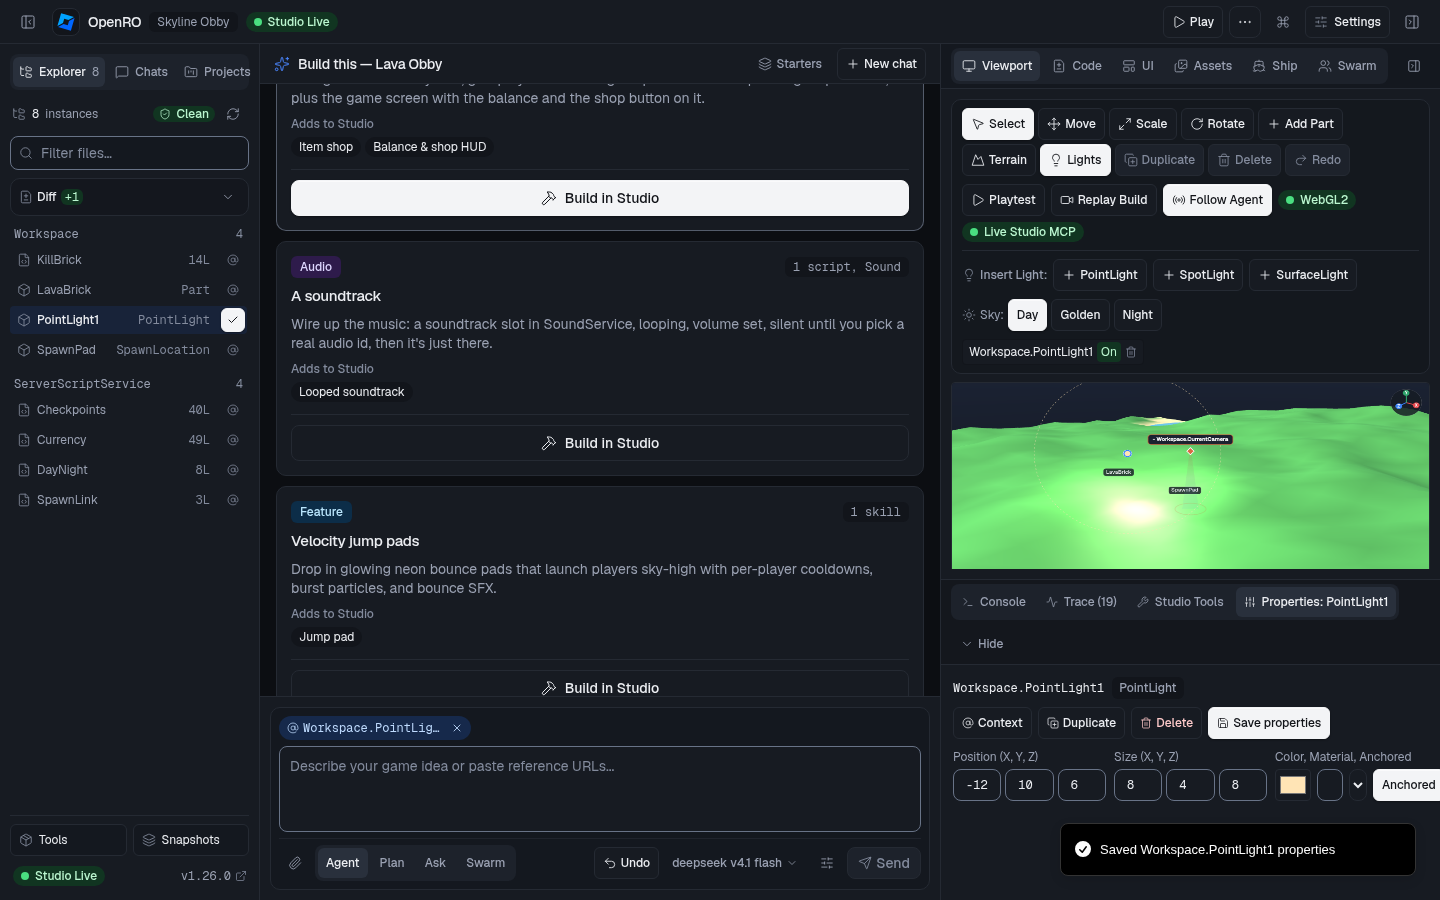 OpenRO
Skyline Obby
Studio Live
Play
Settings
Explorer 8
Chats
Projects
8 instances
Clean
Filter files...
Diff +1
Workspace 4
KillBrick 14L
LavaBrick Part
PointLight1 PointLight
SpawnPad SpawnLocation
ServerScriptService 4
Checkpoints 40L
Currency 49L
DayNight 8L
SpawnLink 3L
Tools
Snapshots
Studio Live
v1.26.0
Build this — Lava Obby
Starters
New chat
plus the game screen with the balance and the shop button on it.
Adds to Studio
Item shop
Balance & shop HUD
Build in Studio
Audio
1 script, Sound
A soundtrack
Wire up the music: a soundtrack slot in SoundService, looping, volume set, silent until you pick a
real audio id, then it's just there.
Adds to Studio
Looped soundtrack
Build in Studio
Feature
1 skill
Velocity jump pads
Drop in glowing neon bounce pads that launch players sky-high with per-player cooldowns,
burst particles, and bounce SFX.
Adds to Studio
Jump pad
Build in Studio
@ Workspace.PointLig…
Describe your game idea or paste reference URLs...
Agent
Plan
Ask
Swarm
Undo
deepseek v4.1 flash
Send
Viewport
Code
UI
Assets
Ship
Swarm
Select
Move
Scale
Rotate
Add Part
Terrain
Lights
Duplicate
Delete
Redo
Playtest
Replay Build
Follow Agent
WebGL2
Live Studio MCP
Insert Light:
PointLight
SpotLight
SurfaceLight
Sky:
Day
Golden
Night
Workspace.PointLight1 On
Workspace.CurrentCamera
LavaBrick
SpawnPad
Console
Trace (19)
Studio Tools
Properties: PointLight1
Hide
Workspace.PointLight1
PointLight
@ Context
Duplicate
Delete
Save properties
Position (X, Y, Z)
Size (X, Y, Z)
Color, Material, Anchored
-12
10
6
8
4
8
Anchored
Saved Workspace.PointLight1 properties